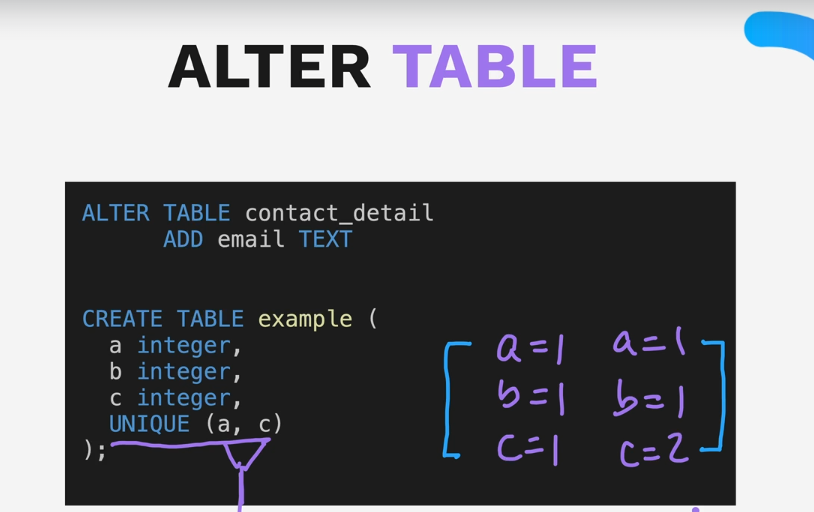 ALTER TABLE
ALTER TABLE contact_detail
ADD email TEXT
CREATE TABLE example (
a integer,
b integer,
c integer,
UNIQUE (a, c)
);
a=1 a=1
b=1 b=1
c=1 c=2